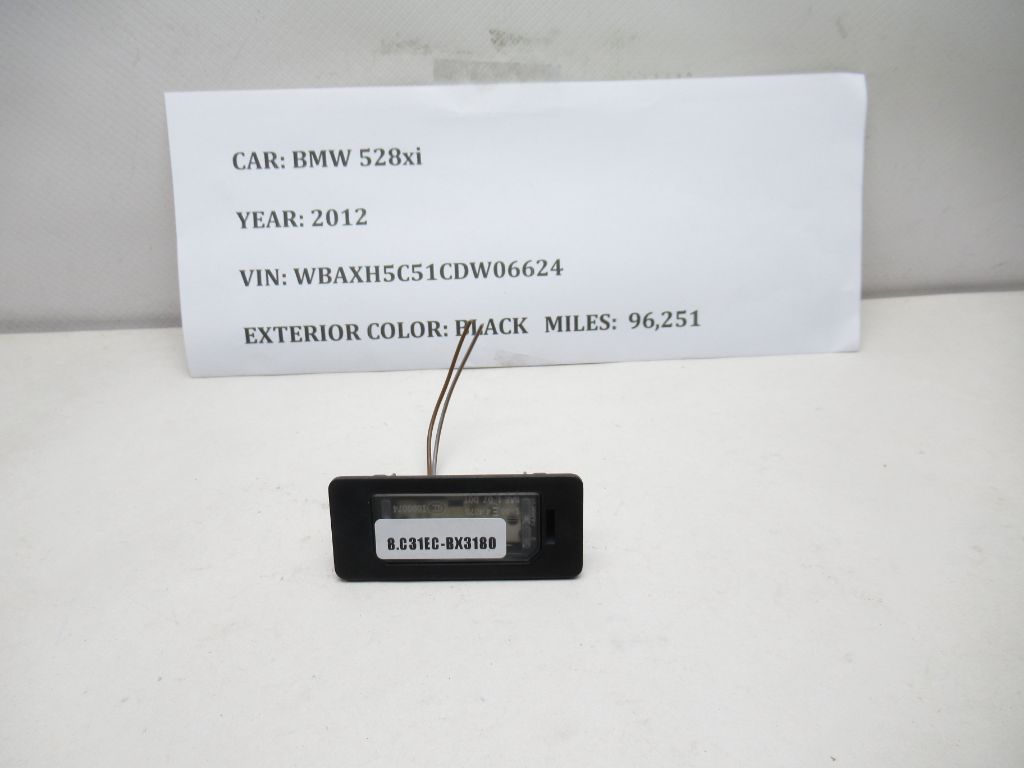 CAR: BMW 528xi
YEAR: 2012
VIN: WBAXH5C51CDW06624
EXTERIOR COLOR: BLACK MILES: 96,251
8.C31EC-BX3180